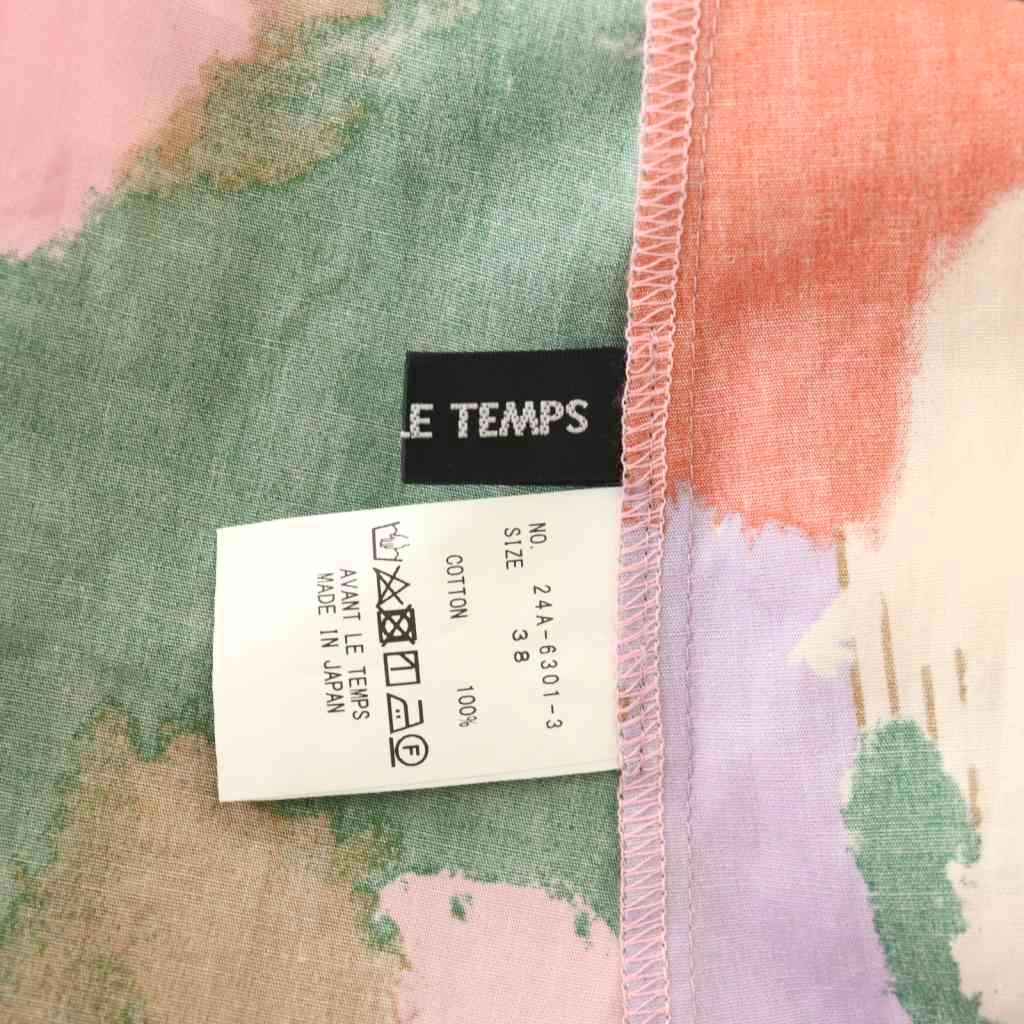 LE TEMPS
NO. 24A-6301-3
SIZE 38
COTTON 100%
F
AVANT LE TEMPS
MADE IN JAPAN